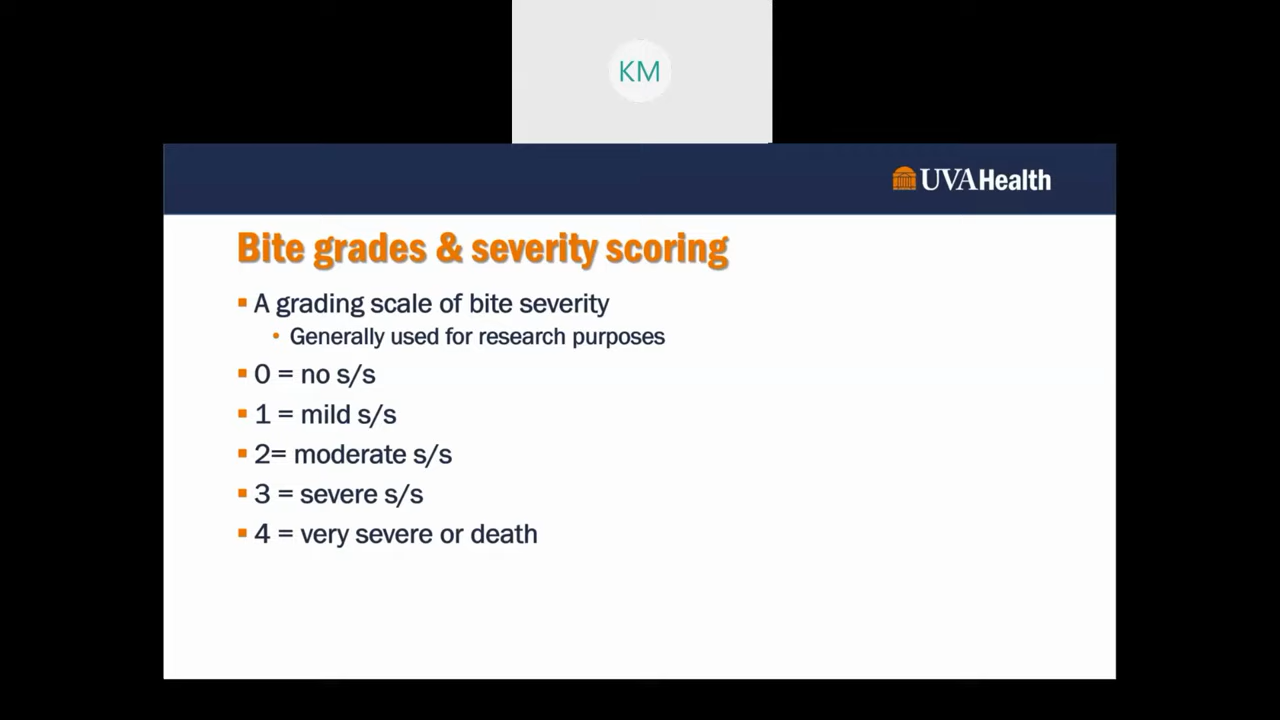 KM
UVAHealth
Bite grades & severity scoring
A grading scale of bite severity
Generally used for research purposes
0 = no s/s
1 = mild s/s
2= moderate s/s
3 = severe s/s
4 = very severe or death